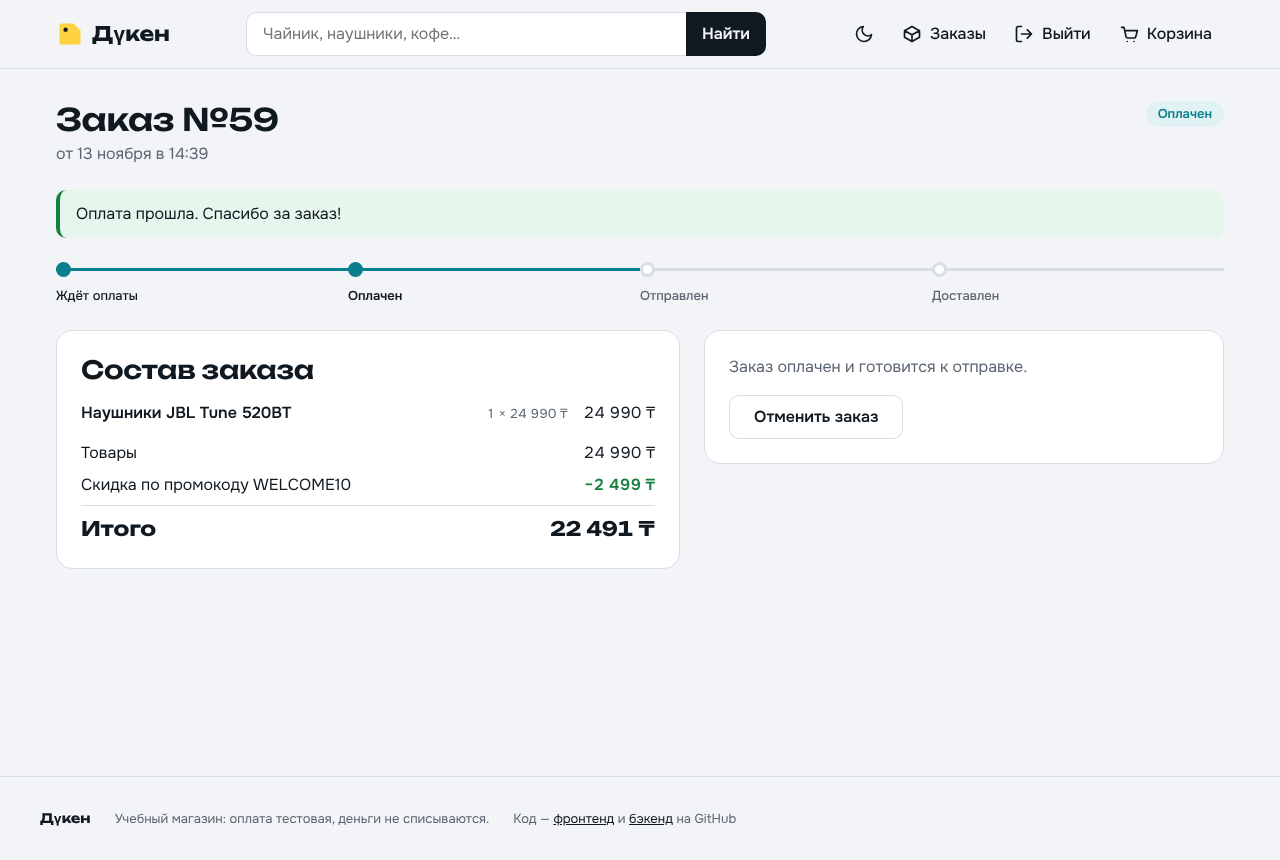 Дүкен
Чайник, наушники, кофе...
Найти
Заказы
Выйти
Корзина
Заказ №59
Оплачен
от 13 ноября в 14:39
Оплата прошла. Спасибо за заказ!
Ждёт оплаты
Оплачен
Отправлен
Доставлен
Состав заказа
Наушники JBL Tune 520BT 1 × 24 990 ₸ 24 990 ₸
Товары 24 990 ₸
Скидка по промокоду WELCOME10 −2 499 ₸
Итого 22 491 ₸
Заказ оплачен и готовится к отправке.
Отменить заказ
Дүкен Учебный магазин: оплата тестовая, деньги не списываются. Код — фронтенд и бэкенд на GitHub